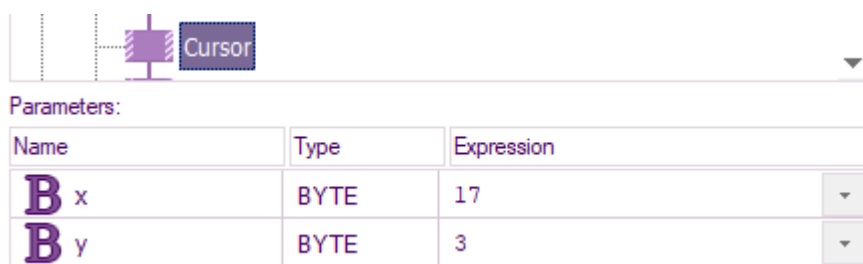 Cursor
Parameters:
Name Type Expression
B x BYTE 17
B y BYTE 3